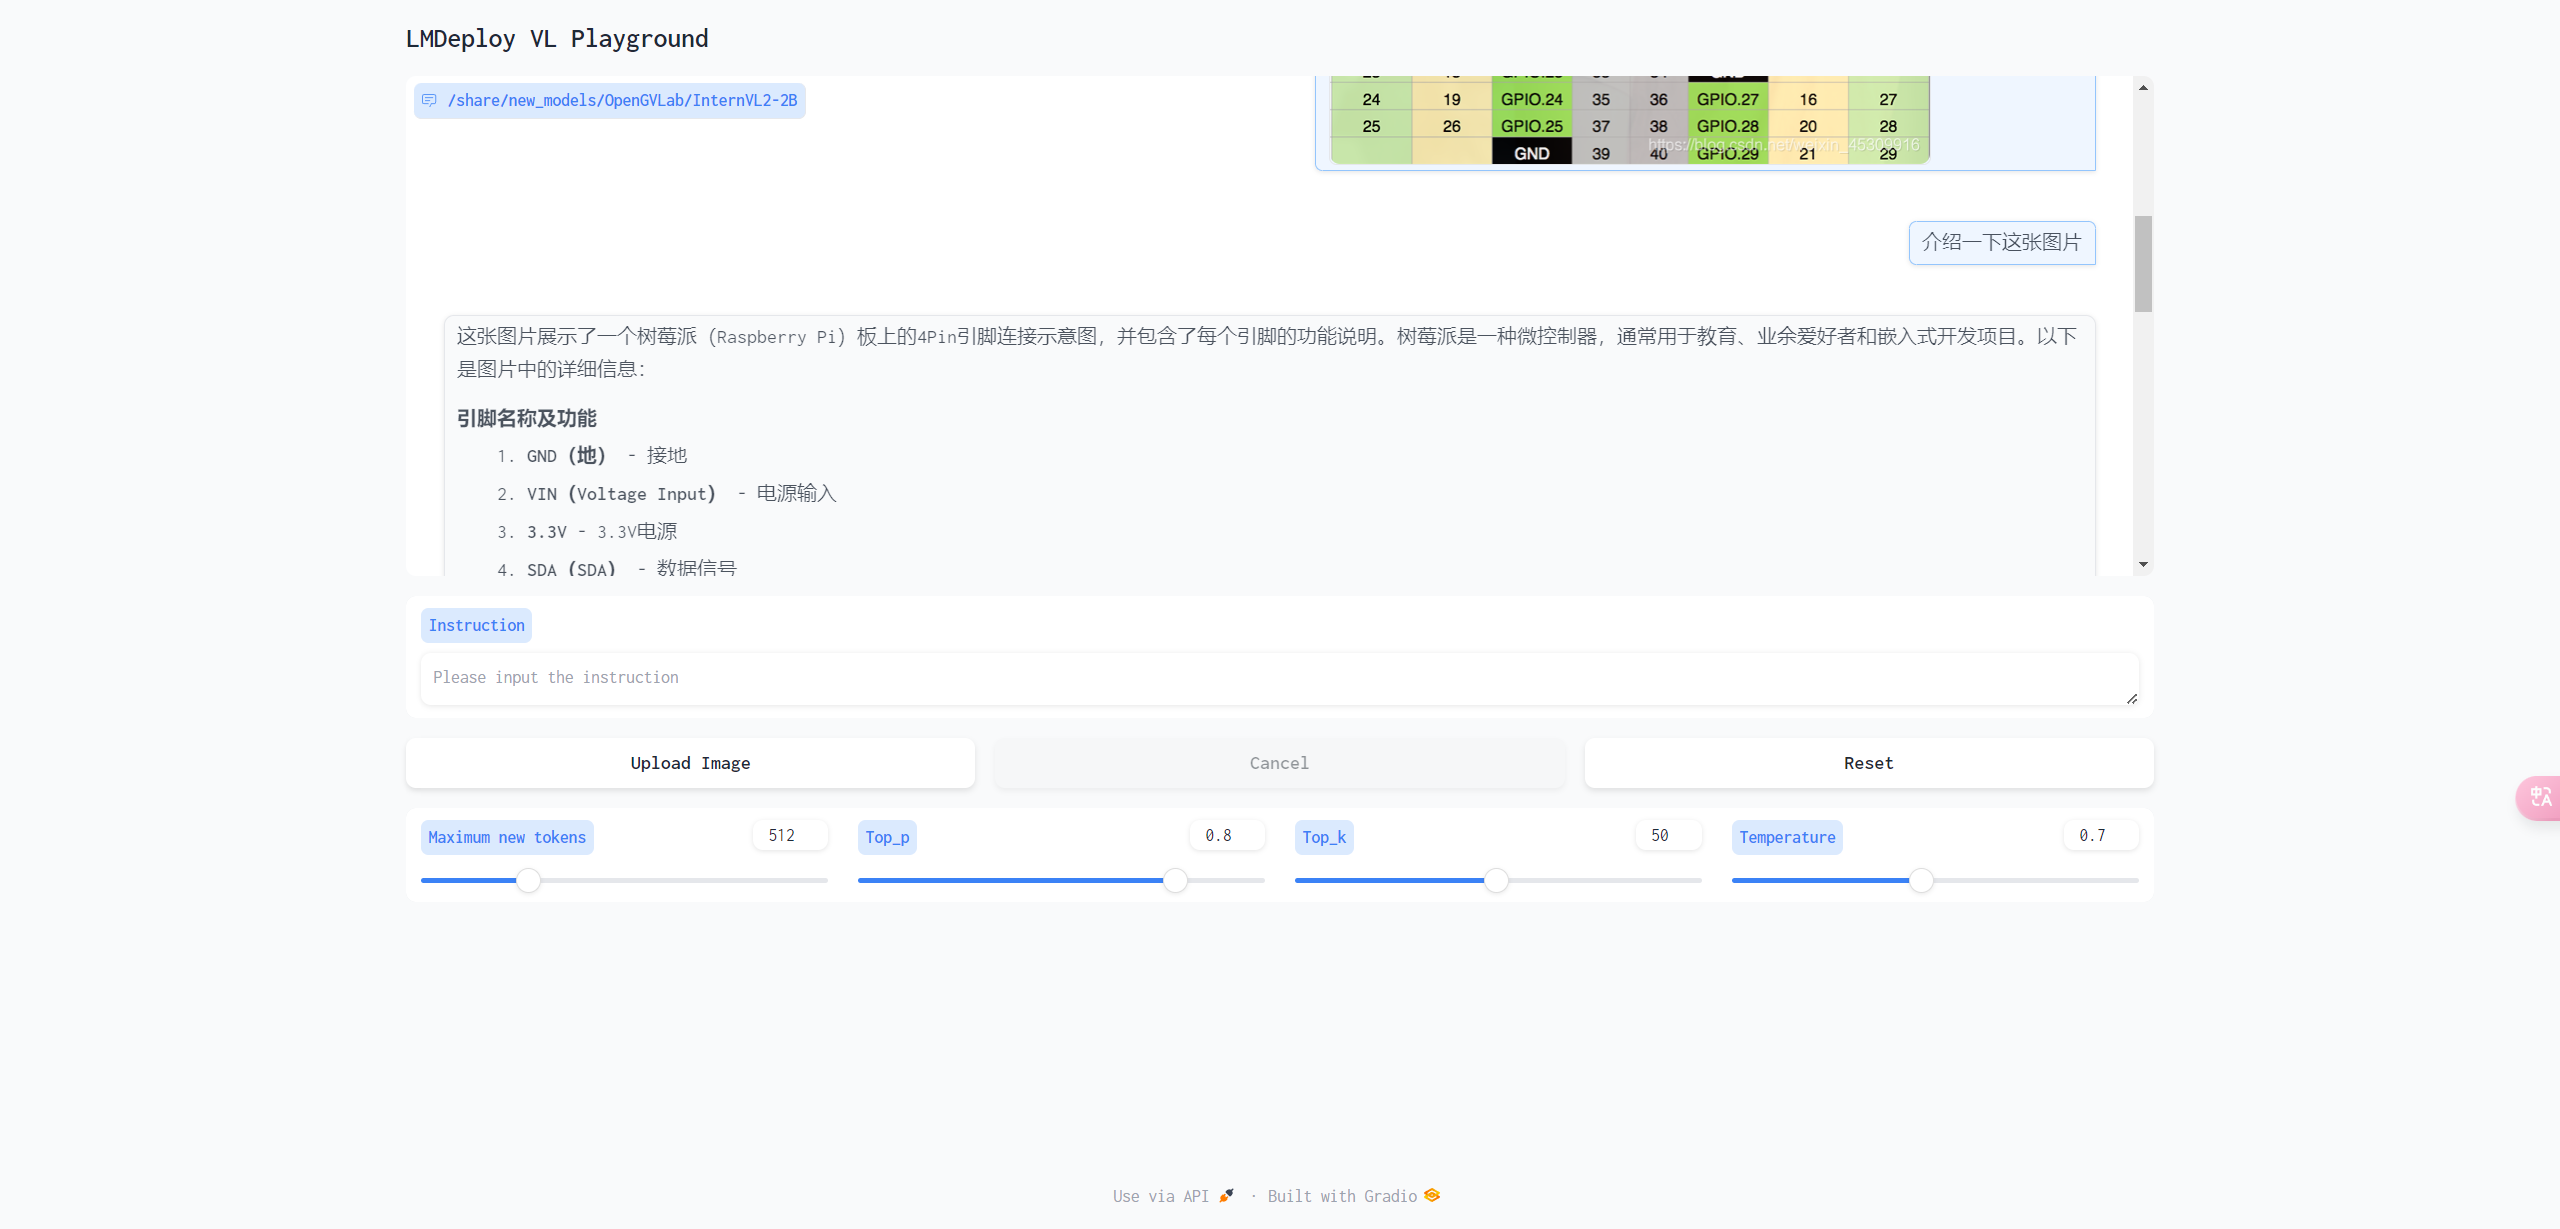 LMDeploy VL Playground
/share/new_models/OpenGVLab/InternVL2-2B
24 19 GPIO.24 35 36 GPIO.27 16 27
25 26 GPIO.25 37 38 GPIO.28 20 28
GND 39 40 GPIO.29 21 29
https://blog.csdn.net/weixin_45309916
介绍一下这张图片
这张图片展示了一个树莓派（Raspberry Pi）板上的4Pin引脚连接示意图，并包含了每个引脚的功能说明。树莓派是一种微控制器，通常用于教育、业余爱好者和嵌入式开发项目。以下
是图片中的详细信息：
引脚名称及功能
1. GND（地） - 接地
2. VIN（Voltage Input） - 电源输入
3. 3.3V - 3.3V电源
4. SDA（SDA） - 数据信号
Instruction
Please input the instruction
Upload Image Cancel Reset
Maximum new tokens 512 Top_p 0.8 Top_k 50 Temperature 0.7
Use via API · Built with Gradio